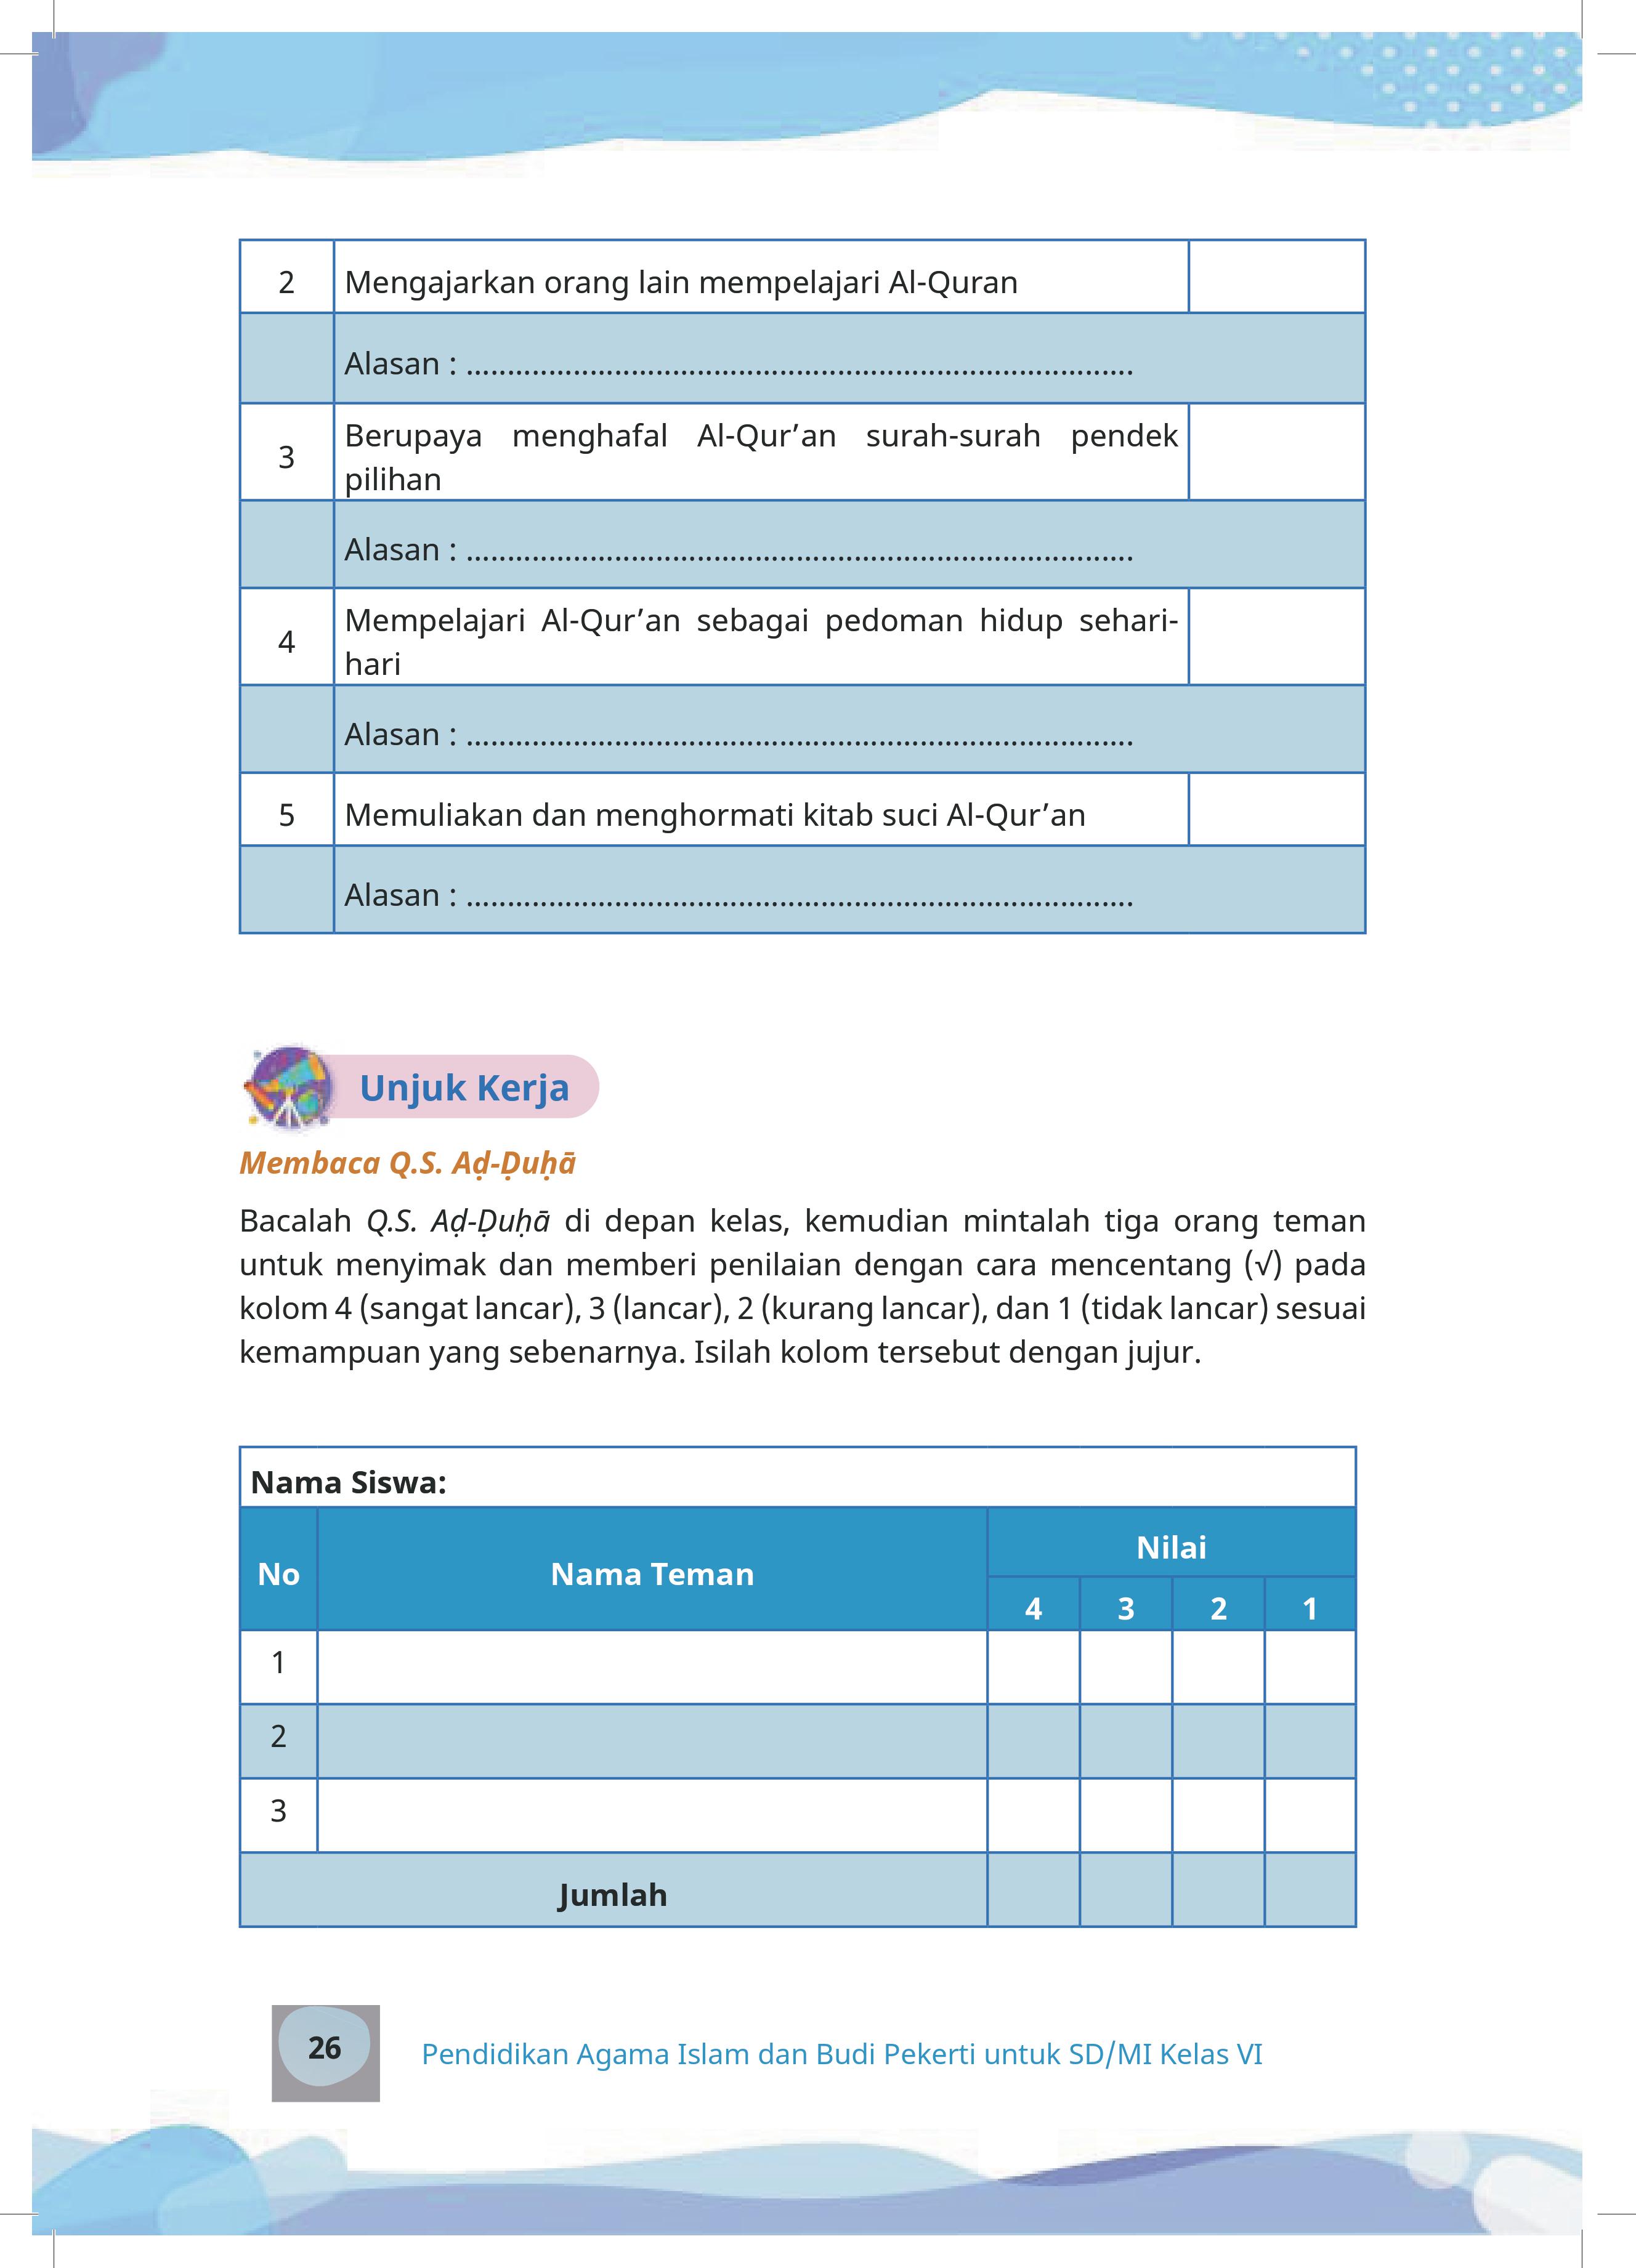 2 Mengajarkan orang lain mempelajari Al-Quran
Alasan : .................................................................................
3 Berupaya menghafal Al-Qur’an surah-surah pendek
pilihan
Alasan : .................................................................................
4 Mempelajari Al-Qur’an sebagai pedoman hidup sehari-
hari
Alasan : .................................................................................
5 Memuliakan dan menghormati kitab suci Al-Qur’an
Alasan : .................................................................................
Unjuk Kerja
Membaca Q.S. Aḍ-Ḍuḥā
Bacalah Q.S. Aḍ-Ḍuḥā di depan kelas, kemudian mintalah tiga orang teman
untuk menyimak dan memberi penilaian dengan cara mencentang (√) pada
kolom 4 (sangat lancar), 3 (lancar), 2 (kurang lancar), dan 1 (tidak lancar) sesuai
kemampuan yang sebenarnya. Isilah kolom tersebut dengan jujur.
Nama Siswa:
No Nama Teman Nilai
4 3 2 1
1
2
3
Jumlah
26 Pendidikan Agama Islam dan Budi Pekerti untuk SD/MI Kelas VI